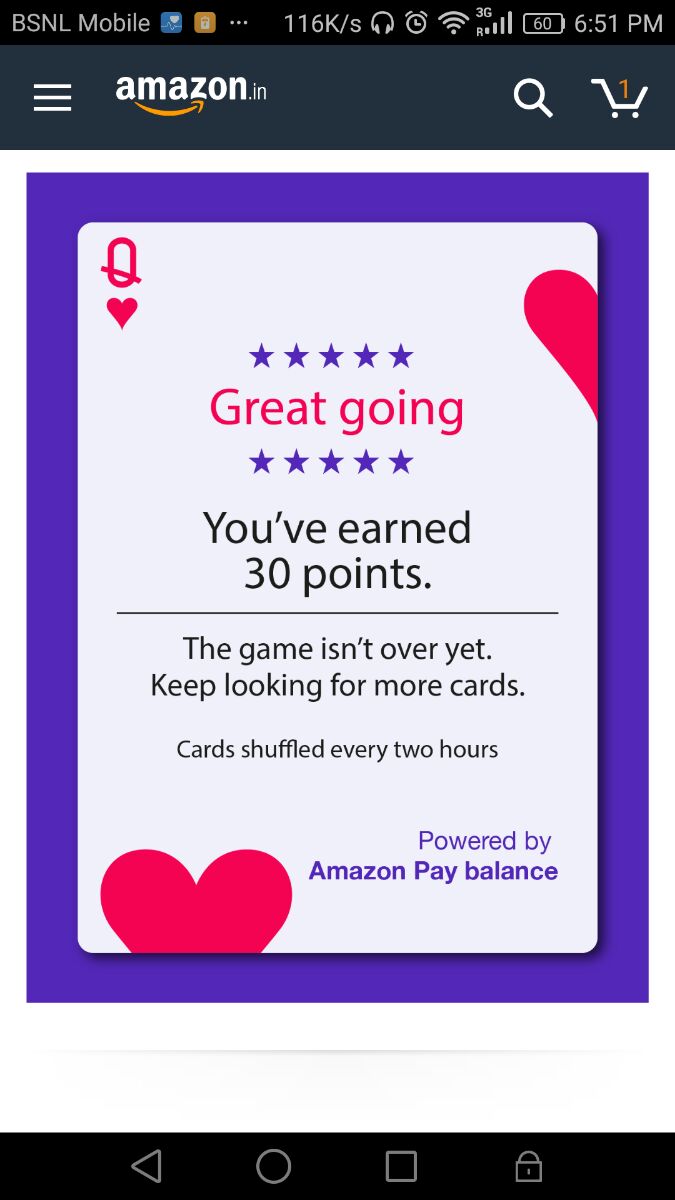 BSNL Mobile ... 116K/s 3G R 60 6:51 PM
amazon.in 1
Q
★★★★★
Great going
★★★★★
You've earned
30 points.
The game isn't over yet.
Keep looking for more cards.
Cards shuffled every two hours
Powered by
Amazon Pay balance